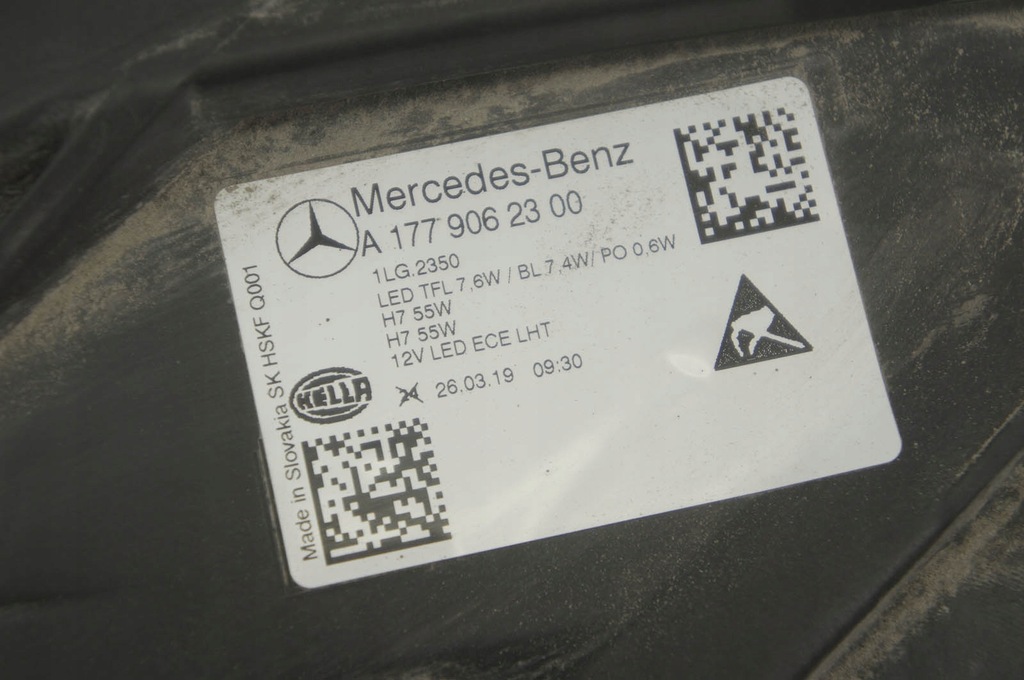 Mercedes-Benz
A 177 906 23 00
1LG.2350
LED TFL 7,6W / BL 7,4W/ PO 0,6W
H7 55W
H7 55W
12V LED ECE LHT
26.03.19 09:30
HELLA
Made in Slovakia SK HSKF Q001